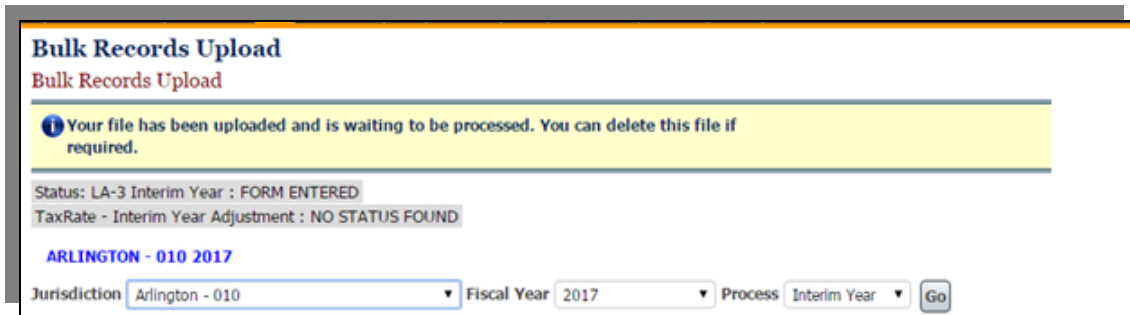 Bulk Records Upload
Bulk Records Upload
Your file has been uploaded and is waiting to be processed. You can delete this file if
required.
Status: LA-3 Interim Year : FORM ENTERED
TaxRate - Interim Year Adjustment : NO STATUS FOUND
ARLINGTON - 010 2017
Jurisdiction Arlington - 010 Fiscal Year 2017 Process Interim Year Go